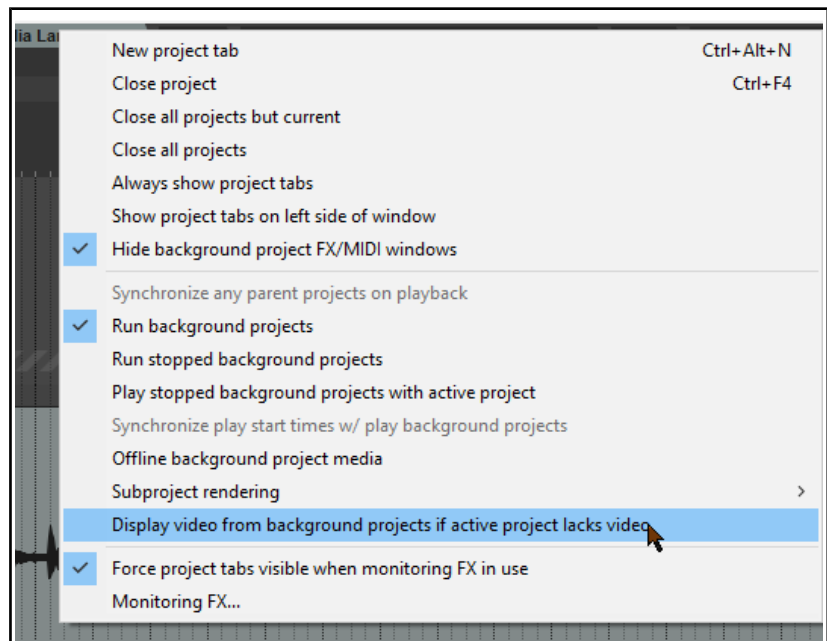 lia La
New project tab Ctrl+Alt+N
Close project Ctrl+F4
Close all projects but current
Close all projects
Always show project tabs
Show project tabs on left side of window
Hide background project FX/MIDI windows
Synchronize any parent projects on playback
Run background projects
Run stopped background projects
Play stopped background projects with active project
Synchronize play start times w/ play background projects
Offline background project media
Subproject rendering
Display video from background projects if active project lacks video
Force project tabs visible when monitoring FX in use
Monitoring FX...